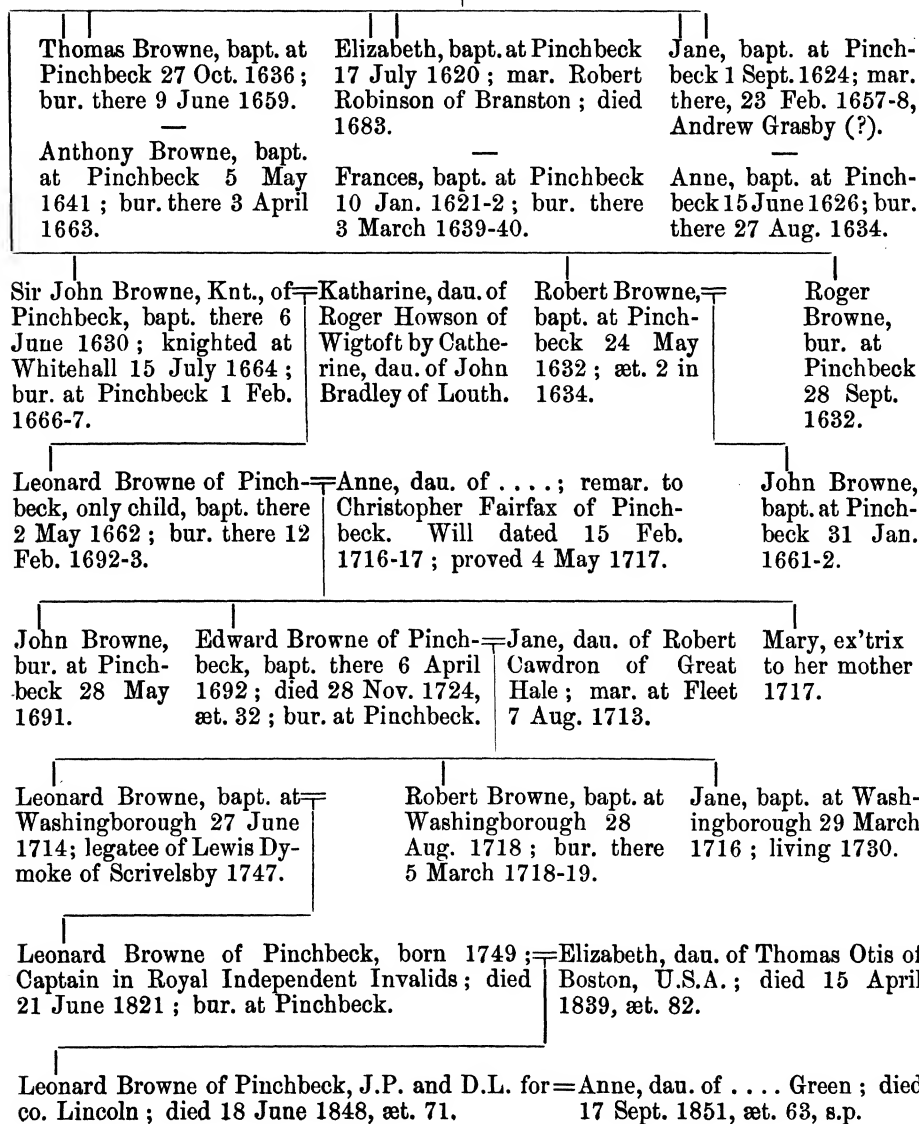 Thomas Browne, bapt. at
Pinchbeck 27 Oct. 1636 ;
bur. there 9 June 1659.
—
Anthony Browne, bapt.
at Pinchbeck 5 May
1641 ; bur. there 3 April
1663.
Elizabeth, bapt. at Pinchbeck
17 July 1620 ; mar. Robert
Robinson of Branston ; died
1683.
—
Frances, bapt. at Pinchbeck
10 Jan. 1621-2 ; bur. there
3 March 1639-40.
Jane, bapt. at Pinch-
beck 1 Sept. 1624; mar.
there, 23 Feb. 1657-8,
Andrew Grasby (?).
—
Anne, bapt. at Pinch-
beck 15 June 1626; bur.
there 27 Aug. 1634.
Sir John Browne, Knt., of=
Pinchbeck, bapt. there 6
June 1630 ; knighted at
Whitehall 15 July 1664 ;
bur. at Pinchbeck 1 Feb.
1666-7.
Katharine, dau. of
Roger Howson of
Wigtoft by Cathe-
rine, dau. of John
Bradley of Louth.
Robert Browne,=
bapt. at Pinch-
beck 24 May
1632 ; æt. 2 in
1634.
Roger
Browne,
bur. at
Pinchbeck
28 Sept.
1632.
Leonard Browne of Pinch-=
beck, only child, bapt. there
2 May 1662 ; bur. there 12
Feb. 1692-3.
Anne, dau. of . . . . ; remar. to
Christopher Fairfax of Pinch-
beck. Will dated 15 Feb.
1716-17 ; proved 4 May 1717.
John Browne,
bapt. at Pinch-
beck 31 Jan.
1661-2.
John Browne,
bur. at Pinch-
beck 28 May
1691.
Edward Browne of Pinch-=
beck, bapt. there 6 April
1692 ; died 28 Nov. 1724,
æt. 32 ; bur. at Pinchbeck.
Jane, dau. of Robert
Cawdron of Great
Hale ; mar. at Fleet
7 Aug. 1713.
Mary, ex'trix
to her mother
1717.
Leonard Browne, bapt. at=
Washingborough 27 June
1714; legatee of Lewis Dy-
moke of Scrivelsby 1747.
Robert Browne, bapt. at
Washingborough 28
Aug. 1718 ; bur. there
5 March 1718-19.
Jane, bapt. at Wash-
ingborough 29 March
1716 ; living 1730.
Leonard Browne of Pinchbeck, born 1749 ;=
Captain in Royal Independent Invalids ; died
21 June 1821 ; bur. at Pinchbeck.
Elizabeth, dau. of Thomas Otis of
Boston, U.S.A. ; died 15 April
1839, æt. 82.
Leonard Browne of Pinchbeck, J.P. and D.L. for=
co. Lincoln ; died 18 June 1848, æt. 71.
Anne, dau. of . . . . Green ; died
17 Sept. 1851, æt. 63, s.p.